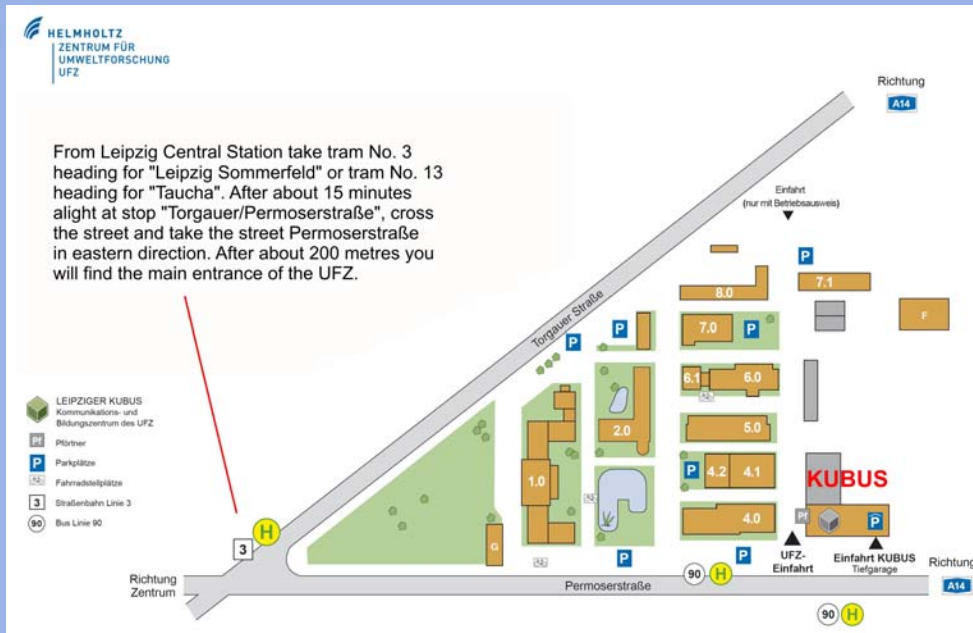 HELMHOLTZ
ZENTRUM FÜR
UMWELTFORSCHUNG
UFZ
Richtung
A14
From Leipzig Central Station take tram No. 3
heading for "Leipzig Sommerfeld" or tram No. 13
heading for "Taucha". After about 15 minutes
alight at stop "Torgauer/Permoserstraße", cross
the street and take the street Permoserstraße
in eastern direction. After about 200 metres you
will find the main entrance of the UFZ.
Einfahrt
(nur mit Betriebsausweis)
Torgauer Straße
P
7.1
8.0
F
P
P
7.0
P
6.1
6.0
2.0
5.0
1.0
P
4.2
4.1
KUBUS
4.0
Pf
P
G
P
P
UFZ-
Einfahrt
Einfahrt KUBUS
Tiefgarage
LEIPZIGER KUBUS
Kommunikations- und
Bildungszentrum des UFZ
Pf Pförtner
P Parkplätze
Fahrradstellplätze
3 Straßenbahn Linie 3
90 Bus Linie 90
3 H
Richtung
Zentrum
Permoserstraße
90 H
Richtung
A14
90 H